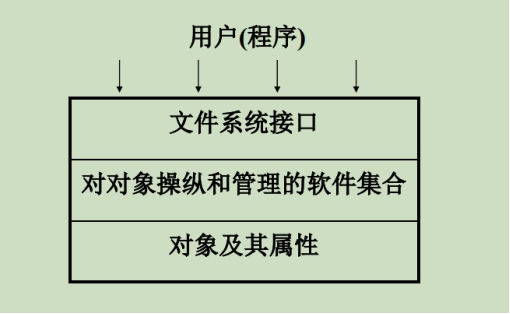 用户(程序)
文件系统接口
对对象操纵和管理的软件集合
对象及其属性